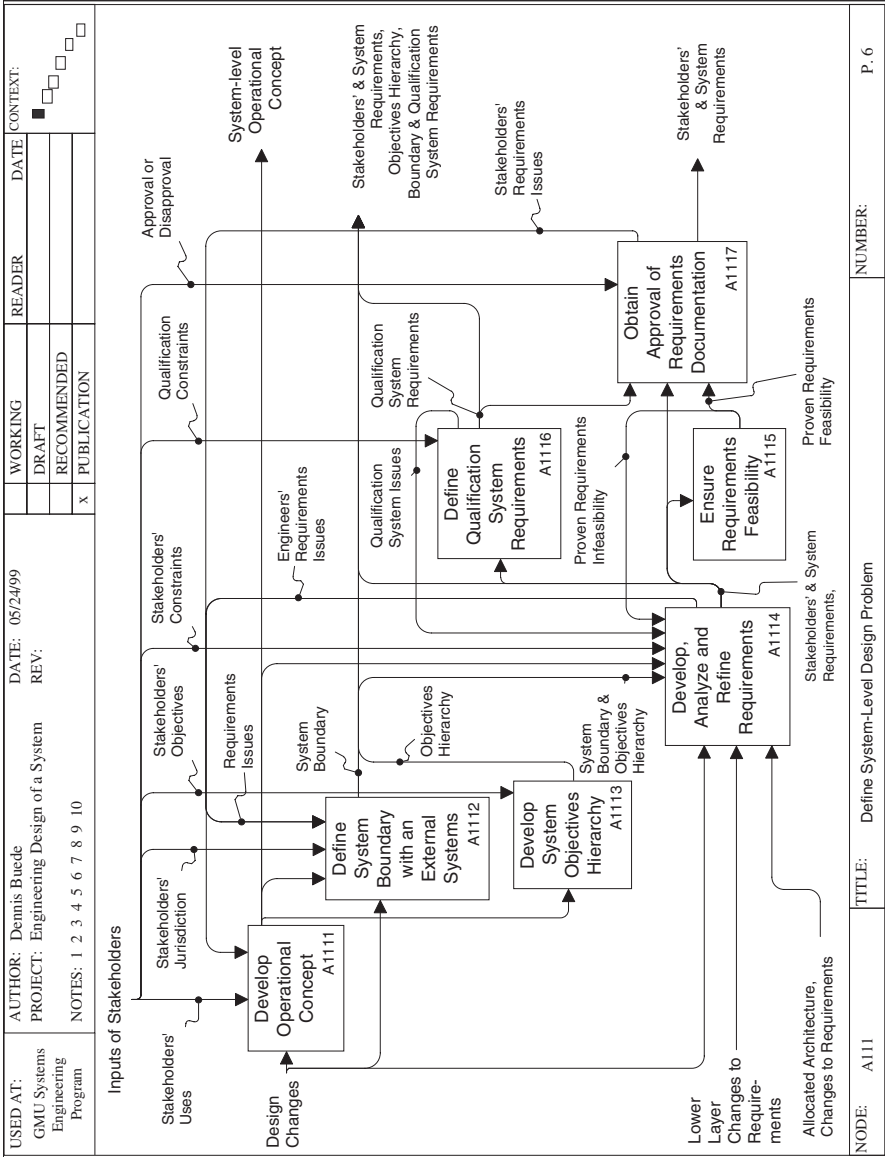 USED AT:
GMU Systems
Engineering
Program
AUTHOR: Dennis Buede
PROJECT: Engineering Design of a System
NOTES: 1 2 3 4 5 6 7 8 9 10
DATE: 05/24/99
REV:
WORKING
DRAFT
RECOMMENDED
x PUBLICATION
READER
DATE
CONTEXT:
Inputs of Stakeholders
Stakeholders'
Uses
Stakeholders'
Jurisdiction
Stakeholders'
Objectives
Stakeholders'
Constraints
Qualification
Constraints
Approval or
Disapproval
System-level
Operational
Concept
Requirements
Issues
Engineers'
Requirements
Issues
Design
Changes
Develop
Operational
Concept
A1111
Define
System
Boundary
with an
External
Systems
A1112
System
Boundary
Objectives
Hierarchy
Develop
System
Objectives
Hierarchy
A1113
System
Boundary &
Objectives
Hierarchy
Qualification
System Issues
Qualification
System
Requirements
Define
Qualification
System
Requirements
A1116
Stakeholders' & System
Requirements,
Objectives Hierarchy,
Boundary & Qualification
System Requirements
Stakeholders'
Requirements
Issues
Proven Requirements
Infeasibility
Develop,
Analyze and
Refine
Requirements
A1114
Ensure
Requirements
Feasibility
A1115
Obtain
Approval of
Requirements
Documentation
A1117
Stakeholders'
& System
Requirements
Proven Requirements
Feasibility
Stakeholders' & System
Requirements,
Lower
Layer
Changes to
Require-
ments
Allocated Architecture,
Changes to Requirements
NODE: A111
TITLE: Define System-Level Design Problem
NUMBER: P. 6